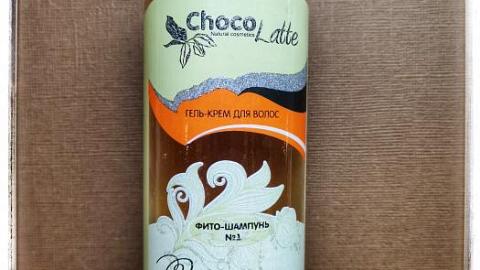 Choco
Latte
Natural cosmetics
ГЕЛЬ-КРЕМ ДЛЯ ВОЛОС
ФИТО-ШАМПУНЬ
№1